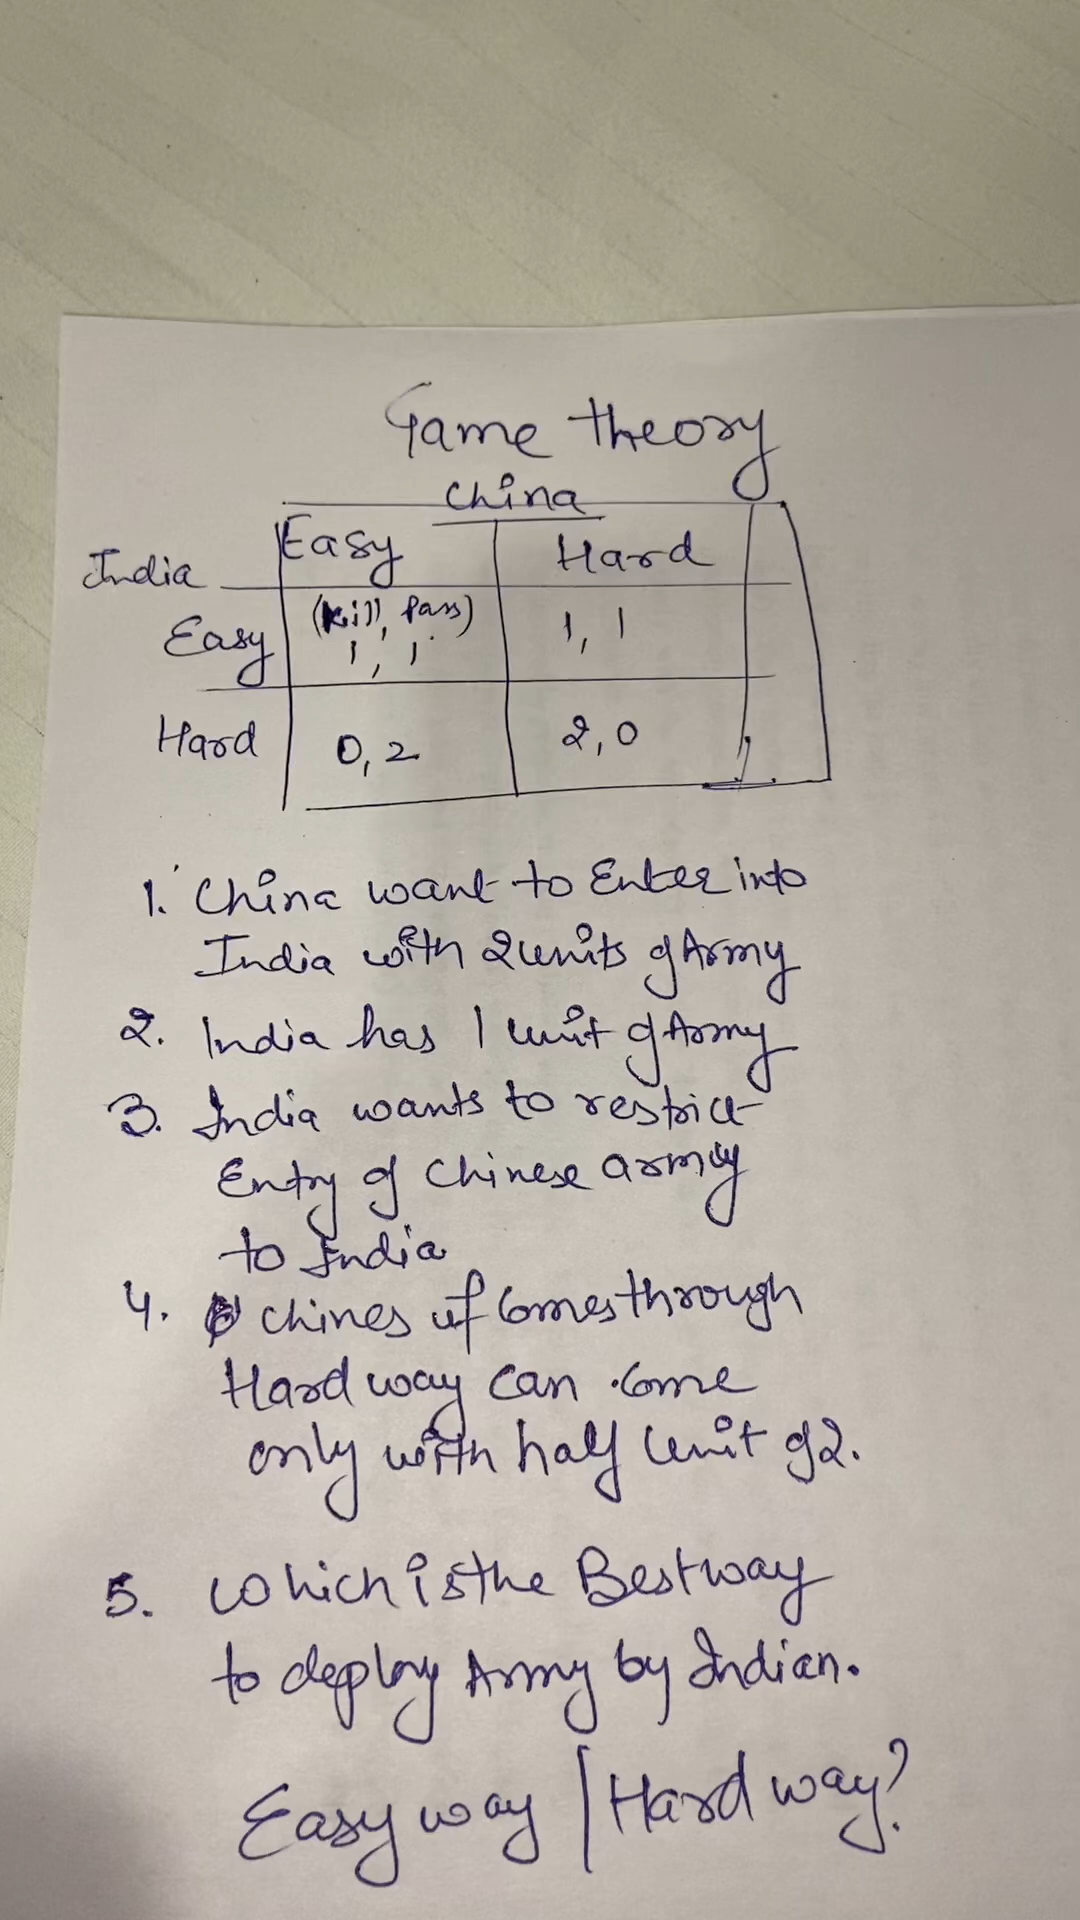 Game theory
China
India Easy Hard
Easy (Kill, Pass) 1, 1
1, 1
Hard 0, 2 2, 0
1. China want to Enter into
India with 2 units of Army
2. India has 1 unit of Army
3. India wants to restrict
Entry of Chinese army
to India
4. Chines if Comes through
Hard way can come
only with half unit of 2.
5. Which is the Best way
to deploy Army by Indian.
Easy way | Hard way?